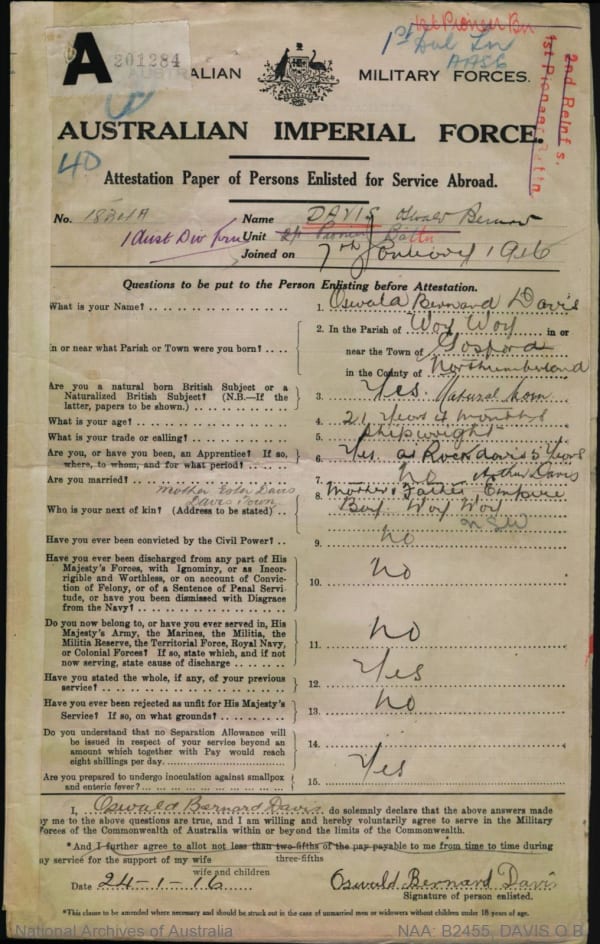 A 201284
1st Pioneer Bn
1st Div
AASC
2nd Reinfs.
1st Pioneer Battn
AUSTRALIAN MILITARY FORCES.
AUSTRALIAN IMPERIAL FORCE.
40
Attestation Paper of Persons Enlisted for Service Abroad.
No. Name DAVIS Oswald Bernard
1 Aust Div Train Unit Pioneer Battn
Joined on 7th 1916
Questions to be put to the Person Enlisting before Attestation.
What is your Name? 1. Oswald Bernard Davis
In or near what Parish or Town were you born? 2. In the Parish of Woy Woy in or
near the Town of Gosford
in the County of Northumberland
Are you a natural born British Subject or a
Naturalized British Subject? (N.B.—If the
latter, papers to be shown.) 3. Yes. Natural born
What is your age? 4. 21 Years 4 months
What is your trade or calling? 5. Shipwright
Are you, or have you been, an Apprentice? If so,
where, to whom, and for what period? 6. Yes. at Rock Davis 5 Years
Are you married? 7. No Davis
Mother Davis
Davis Town
Who is your next of kin? (Address to be stated) 8. Mother & Father Empire
Bay Woy Woy
NSW
Have you ever been convicted by the Civil Power? 9. No
Have you ever been discharged from any part of His
Majesty's Forces, with Ignominy, or as Incor-
rigible and Worthless, or on account of Convic-
tion of Felony, or of a Sentence of Penal Servi-
tude, or have you been Dismissed with Disgrace
from the Navy? 10. No
Do you now belong to, or have you ever served in, His
Majesty's Army, the Marines, the Militia, the
Militia Reserve, the Territorial Force, Royal Navy,
or Colonial Forces? If so, state which, and if not
now serving, state cause of discharge 11. No
Have you stated the whole, if any, of your previous
service? 12. Yes
Have you ever been rejected as unfit for His Majesty's
Service? If so, on what grounds? 13. No
Do you understand that no Separation Allowance will
be issued in respect of your service beyond an
amount which together with Pay would reach
eight shillings per day. 14.
Are you prepared to undergo inoculation against smallpox
and enteric fever? 15. Yes
I, Oswald Bernard Davis do solemnly declare that the above answers made
by me to the above questions are true, and I am willing and hereby voluntarily agree to serve in the Military
Forces of the Commonwealth of Australia within or beyond the limits of the Commonwealth.
*And I further agree to allot not less than two-fifths of the pay payable to me from time to time during
three-fifths
my service for the support of my wife
wife and children
Date 24-1-16 Oswald Bernard Davis
Signature of person enlisted.
*This clause to be amended where necessary and should be struck out in the case of unmarried men or widowers without children under 18 years of age.
National Archives of Australia NAA: B2455, DAVIS O B